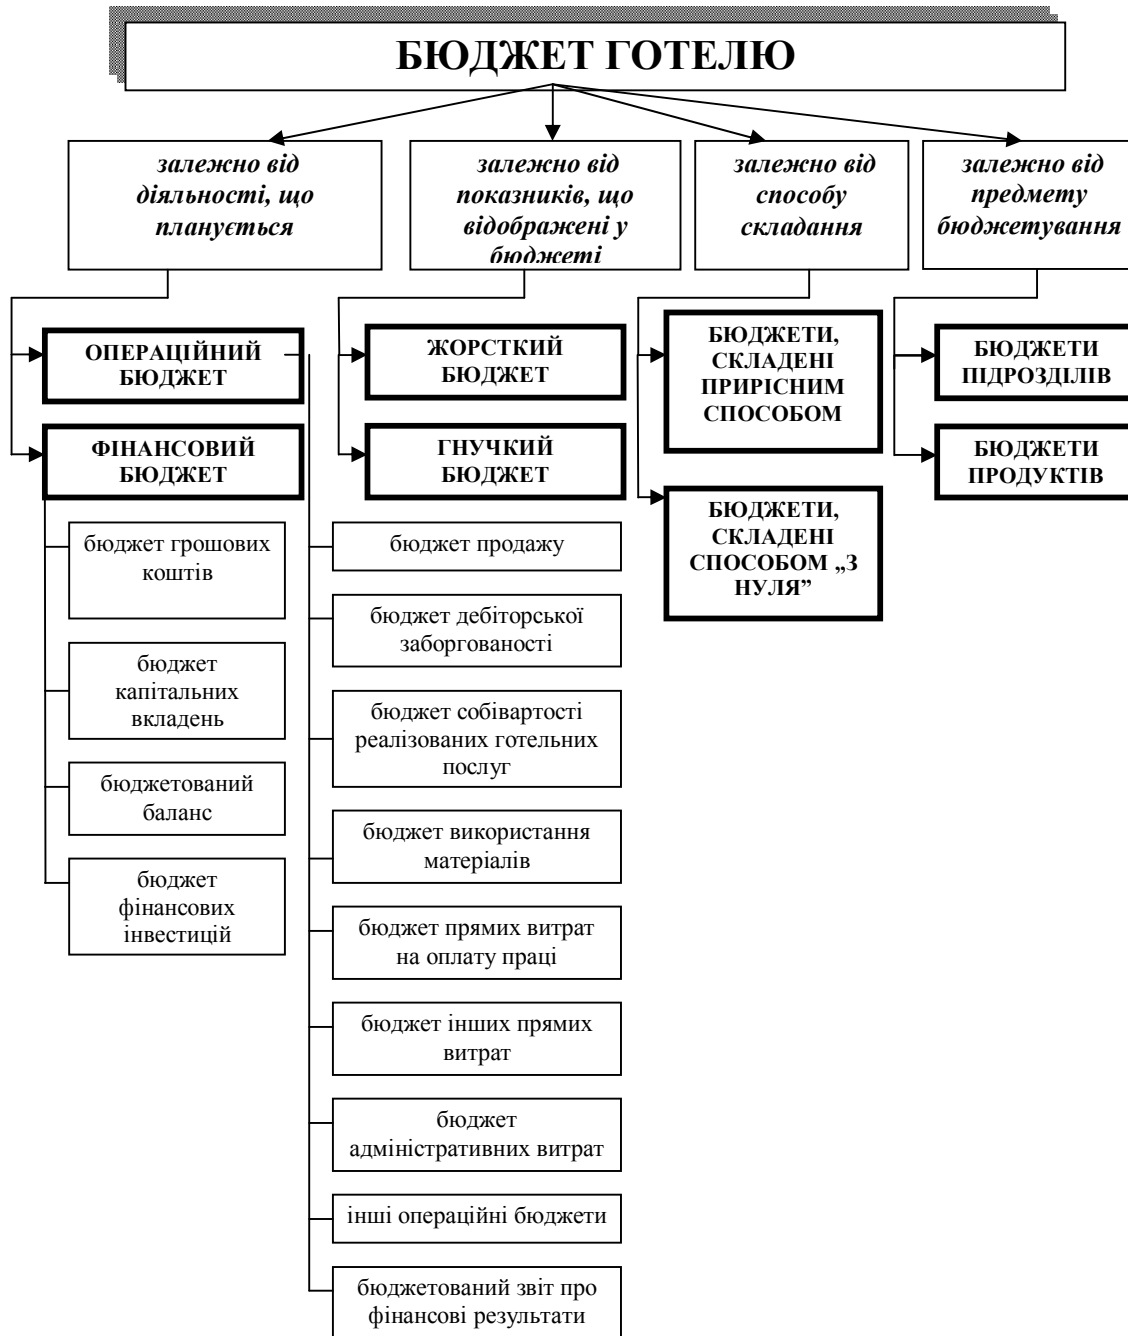 БЮДЖЕТ ГОТЕЛЮ
залежно від
діяльності, що
планується
залежно від
показників, що
відображені у
бюджеті
залежно від
способу
складання
залежно від
предмету
бюджетування
ОПЕРАЦІЙНИЙ
БЮДЖЕТ
ФІНАНСОВИЙ
БЮДЖЕТ
ЖОРСТКИЙ
БЮДЖЕТ
ГНУЧКИЙ
БЮДЖЕТ
БЮДЖЕТИ,
СКЛАДЕНІ
ПРИРІСНИМ
СПОСОБОМ
БЮДЖЕТИ,
СКЛАДЕНІ
СПОСОБОМ „З
НУЛЯ”
БЮДЖЕТИ
ПІДРОЗДІЛІВ
БЮДЖЕТИ
ПРОДУКТІВ
бюджет грошових
коштів
бюджет
капітальних
вкладень
бюджетований
баланс
бюджет
фінансових
інвестицій
бюджет продажу
бюджет дебіторської
заборгованості
бюджет собівартості
реалізованих готельних
послуг
бюджет використання
матеріалів
бюджет прямих витрат
на оплату праці
бюджет інших прямих
витрат
бюджет
адміністративних витрат
інші операційні бюджети
бюджетований звіт про
фінансові результати